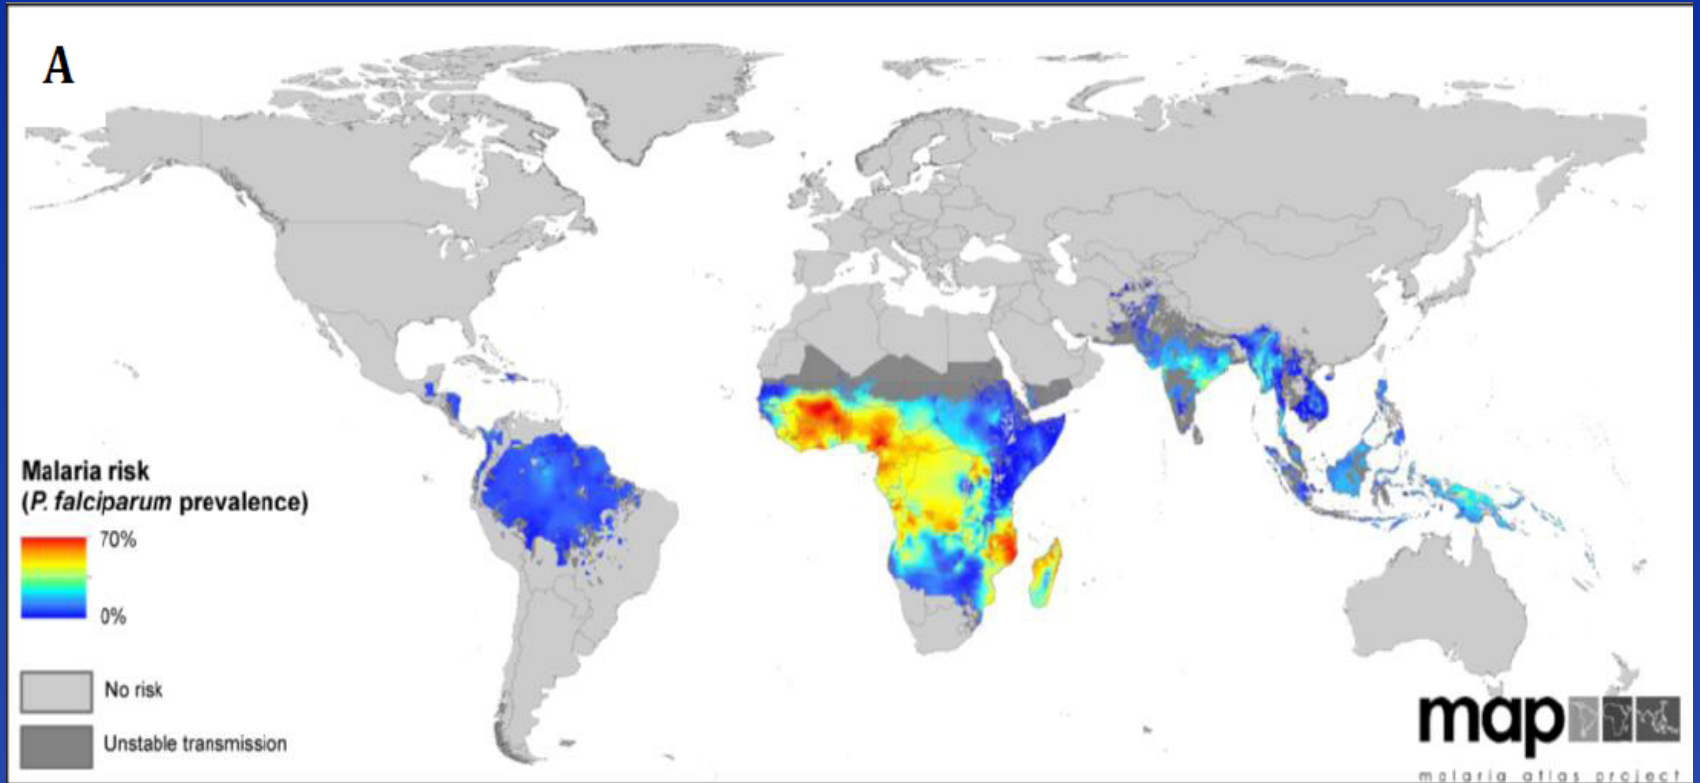 A
Malaria risk
(P. falciparum prevalence)
70%
0%
No risk
Unstable transmission
map
malaria atlas project